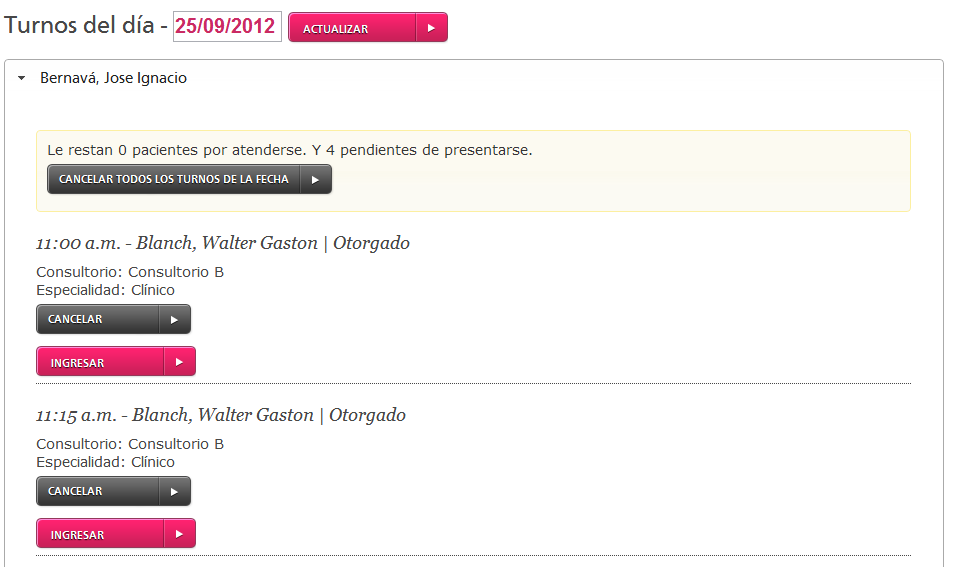 Turnos del día - 25/09/2012 ACTUALIZAR
Bernavá, Jose Ignacio
Le restan 0 pacientes por atenderse. Y 4 pendientes de presentarse.
CANCELAR TODOS LOS TURNOS DE LA FECHA
11:00 a.m. - Blanch, Walter Gaston | Otorgado
Consultorio: Consultorio B
Especialidad: Clínico
CANCELAR
INGRESAR
11:15 a.m. - Blanch, Walter Gaston | Otorgado
Consultorio: Consultorio B
Especialidad: Clínico
CANCELAR
INGRESAR